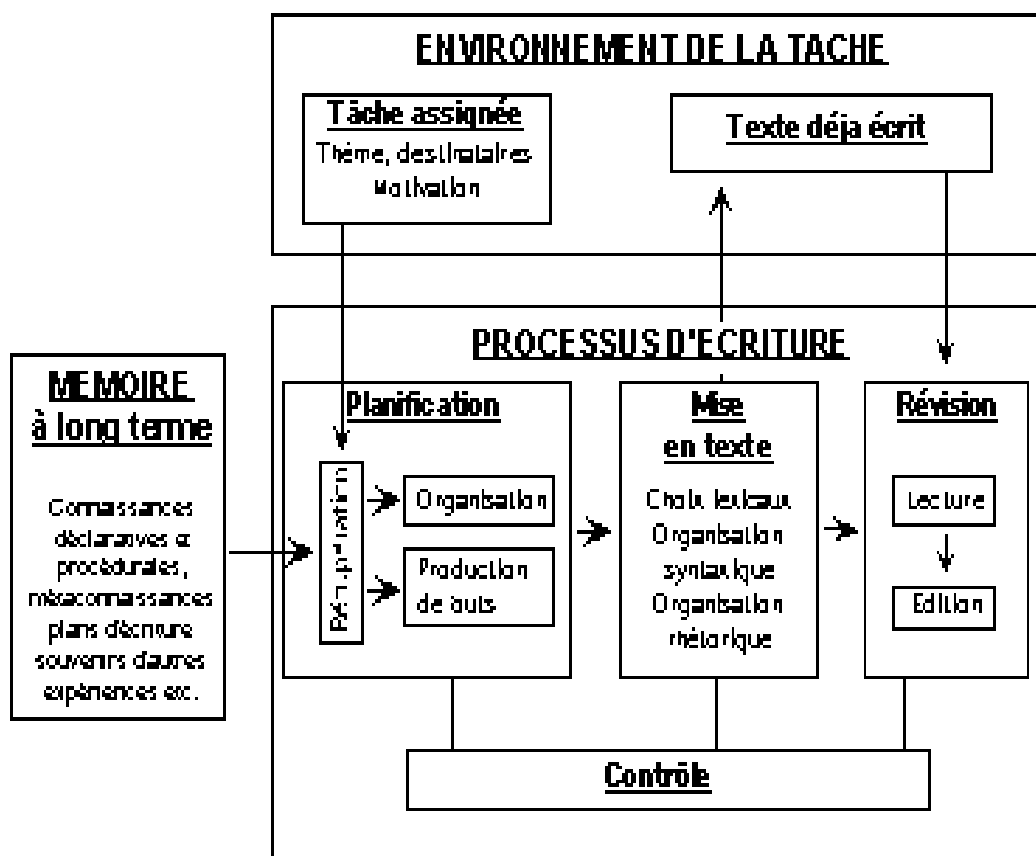 ENVIRONNEMENT DE LA TACHE
Tâche assignée
Thème, destinataires
Motivation
Texte déja écrit
PROCESSUS D'ECRITURE
MEMOIRE
à long terme
Connaissances
déclaratives et
procédurales,
métaconnaissances
plans d'écriture
souvenirs d'autres
expériences etc.
Planification
Récupération
Organisation
Production
de buts
Mise
en texte
Choix lexicaux
Organisation
syntaxique
Organisation
rhétorique
Révision
Lecture
Edition
Contrôle